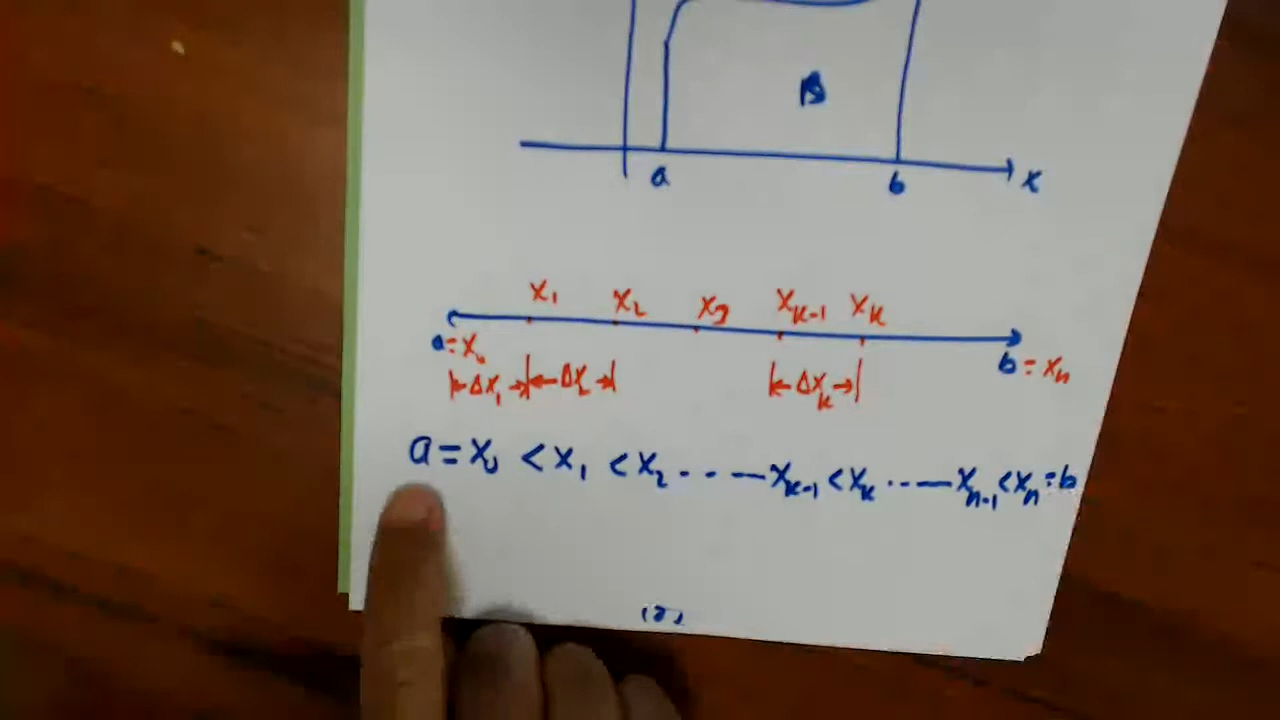 B
a b x
x₁ x₂ x₃ xₖ₋₁ xₖ
a = x₀ b = xₙ
Δx₁ Δx₂ Δxₖ
a = x₀ < x₁ < x₂ ------ xₖ₋₁ < xₖ ------ xₙ₋₁ < xₙ = b